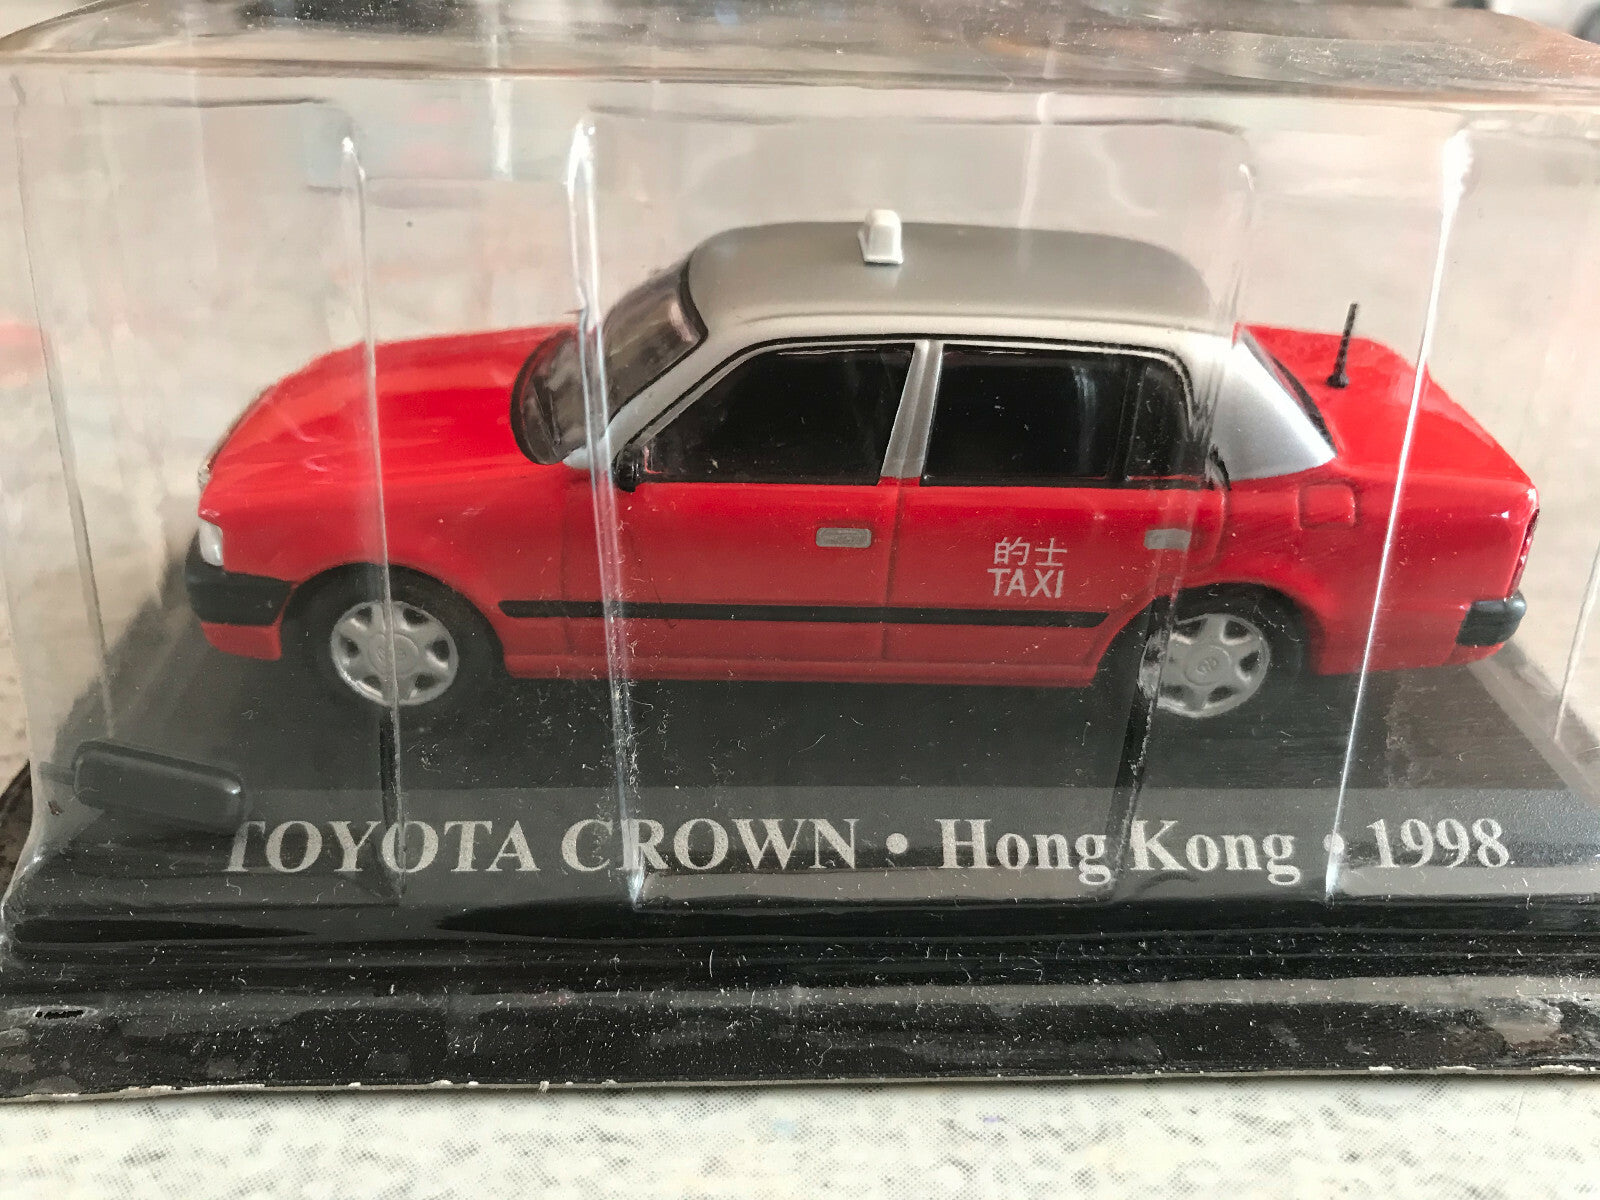 的士
TAXI
TOYOTA CROWN • Hong Kong • 1998